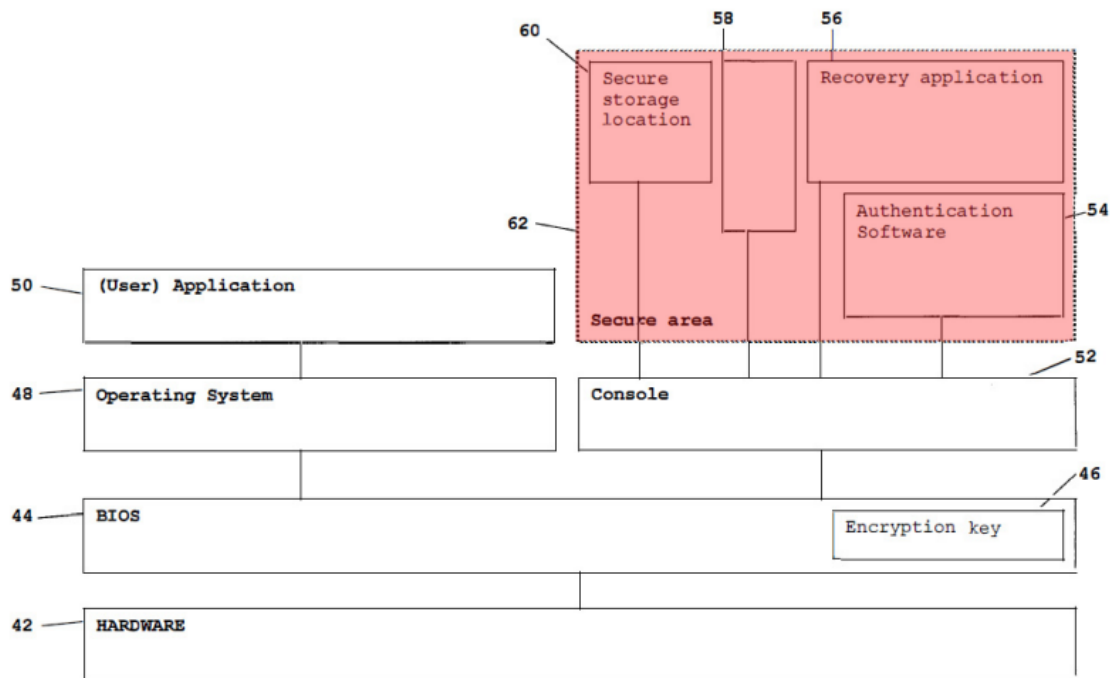 58
56
60
Secure
storage
location
Recovery application
62
Authentication
Software
54
50
(User) Application
Secure area
52
48
Operating System
Console
46
44
BIOS
Encryption key
42
HARDWARE